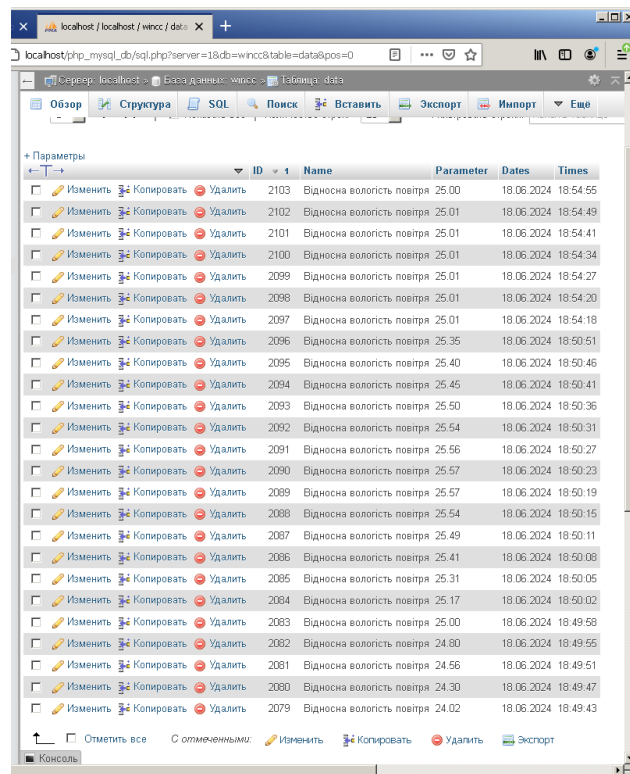 localhost / localhost / wincc / data
localhost/php_mysql_db/sql.php?server=1&db=wincc&table=data&pos=0
Сервер: localhost » База данных: wincc » Таблица: data
Обзор Структура SQL Поиск Вставить Экспорт Импорт Ещё
+ Параметры
ID 1 Name Parameter Dates Times
Изменить Копировать Удалить 2103 Відносна вологість повітря 25.00 18.06.2024 18:54:55
Изменить Копировать Удалить 2102 Відносна вологість повітря 25.01 18.06.2024 18:54:49
Изменить Копировать Удалить 2101 Відносна вологість повітря 25.01 18.06.2024 18:54:41
Изменить Копировать Удалить 2100 Відносна вологість повітря 25.01 18.06.2024 18:54:34
Изменить Копировать Удалить 2099 Відносна вологість повітря 25.01 18.06.2024 18:54:27
Изменить Копировать Удалить 2098 Відносна вологість повітря 25.01 18.06.2024 18:54:20
Изменить Копировать Удалить 2097 Відносна вологість повітря 25.01 18.06.2024 18:54:18
Изменить Копировать Удалить 2096 Відносна вологість повітря 25.35 18.06.2024 18:50:51
Изменить Копировать Удалить 2095 Відносна вологість повітря 25.40 18.06.2024 18:50:46
Изменить Копировать Удалить 2094 Відносна вологість повітря 25.45 18.06.2024 18:50:41
Изменить Копировать Удалить 2093 Відносна вологість повітря 25.50 18.06.2024 18:50:36
Изменить Копировать Удалить 2092 Відносна вологість повітря 25.54 18.06.2024 18:50:31
Изменить Копировать Удалить 2091 Відносна вологість повітря 25.56 18.06.2024 18:50:27
Изменить Копировать Удалить 2090 Відносна вологість повітря 25.57 18.06.2024 18:50:23
Изменить Копировать Удалить 2089 Відносна вологість повітря 25.57 18.06.2024 18:50:19
Изменить Копировать Удалить 2088 Відносна вологість повітря 25.54 18.06.2024 18:50:15
Изменить Копировать Удалить 2087 Відносна вологість повітря 25.49 18.06.2024 18:50:11
Изменить Копировать Удалить 2086 Відносна вологість повітря 25.41 18.06.2024 18:50:08
Изменить Копировать Удалить 2085 Відносна вологість повітря 25.31 18.06.2024 18:50:05
Изменить Копировать Удалить 2084 Відносна вологість повітря 25.17 18.06.2024 18:50:02
Изменить Копировать Удалить 2083 Відносна вологість повітря 25.00 18.06.2024 18:49:58
Изменить Копировать Удалить 2082 Відносна вологість повітря 24.80 18.06.2024 18:49:55
Изменить Копировать Удалить 2081 Відносна вологість повітря 24.56 18.06.2024 18:49:51
Изменить Копировать Удалить 2080 Відносна вологість повітря 24.30 18.06.2024 18:49:47
Изменить Копировать Удалить 2079 Відносна вологість повітря 24.02 18.06.2024 18:49:43
Отметить все С отмеченными: Изменить Копировать Удалить Экспорт
Консоль